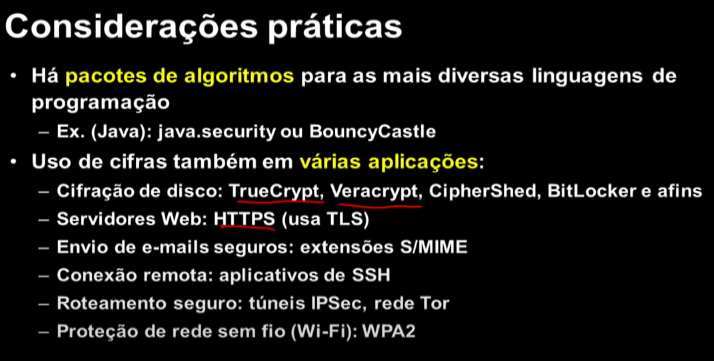 Considerações práticas
• Há pacotes de algoritmos para as mais diversas linguagens de
programação
– Ex. (Java): java.security ou BouncyCastle
• Uso de cifras também em várias aplicações:
– Cifração de disco: TrueCrypt, Veracrypt, CipherShed, BitLocker e afins
– Servidores Web: HTTPS (usa TLS)
– Envio de e-mails seguros: extensões S/MIME
– Conexão remota: aplicativos de SSH
– Roteamento seguro: túneis IPSec, rede Tor
– Proteção de rede sem fio (Wi-Fi): WPA2